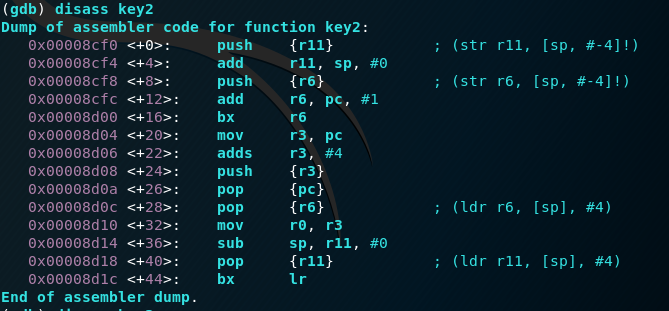 (gdb) disass key2
Dump of assembler code for function key2:
   0x00008cf0 <+0>:     push    {r11}           ; (str r11, [sp, #-4]!)
   0x00008cf4 <+4>:     add     r11, sp, #0
   0x00008cf8 <+8>:     push    {r6}            ; (str r6, [sp, #-4]!)
   0x00008cfc <+12>:    add     r6, pc, #1
   0x00008d00 <+16>:    bx      r6
   0x00008d04 <+20>:    mov     r3, pc
   0x00008d06 <+22>:    adds    r3, #4
   0x00008d08 <+24>:    push    {r3}
   0x00008d0a <+26>:    pop     {pc}
   0x00008d0c <+28>:    pop     {r6}            ; (ldr r6, [sp], #4)
   0x00008d10 <+32>:    mov     r0, r3
   0x00008d14 <+36>:    sub     sp, r11, #0
   0x00008d18 <+40>:    pop     {r11}           ; (ldr r11, [sp], #4)
   0x00008d1c <+44>:    bx      lr
End of assembler dump.